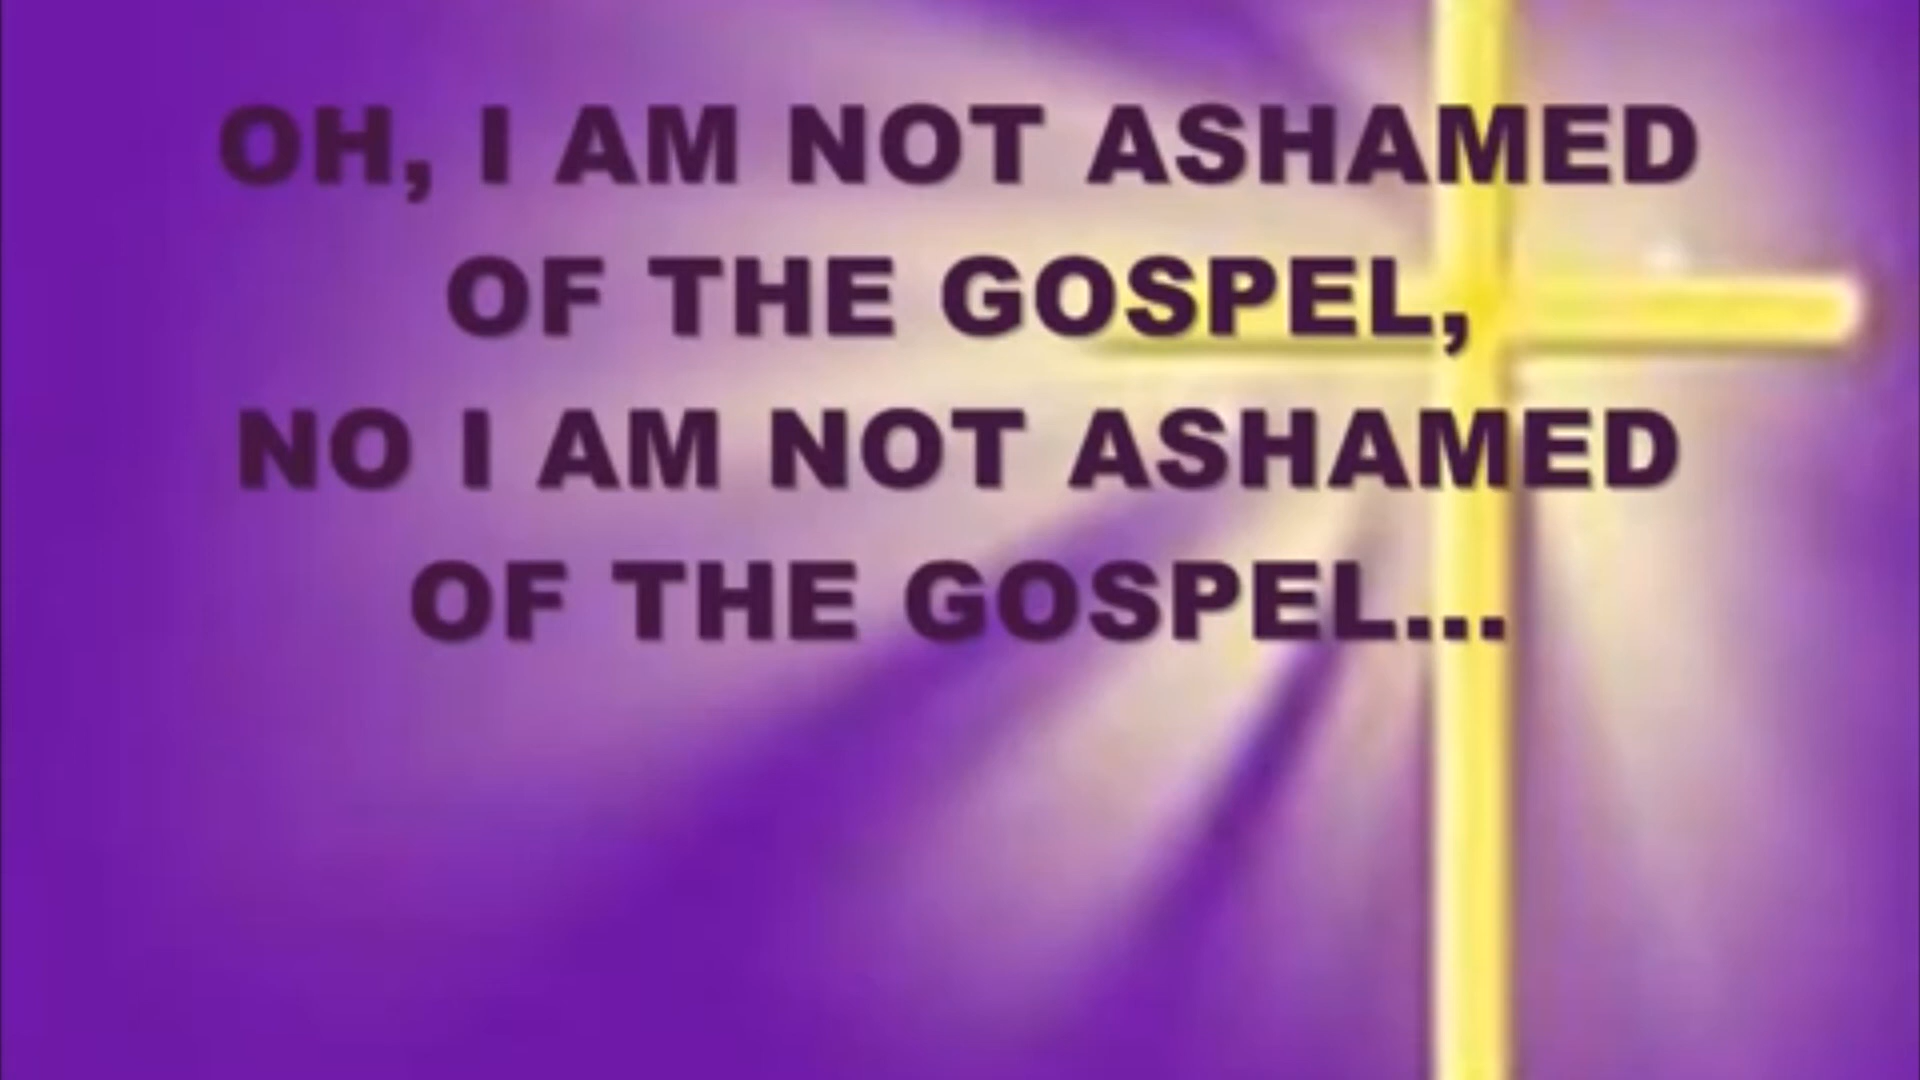 OH, I AM NOT ASHAMED
OF THE GOSPEL,
NO I AM NOT ASHAMED
OF THE GOSPEL...